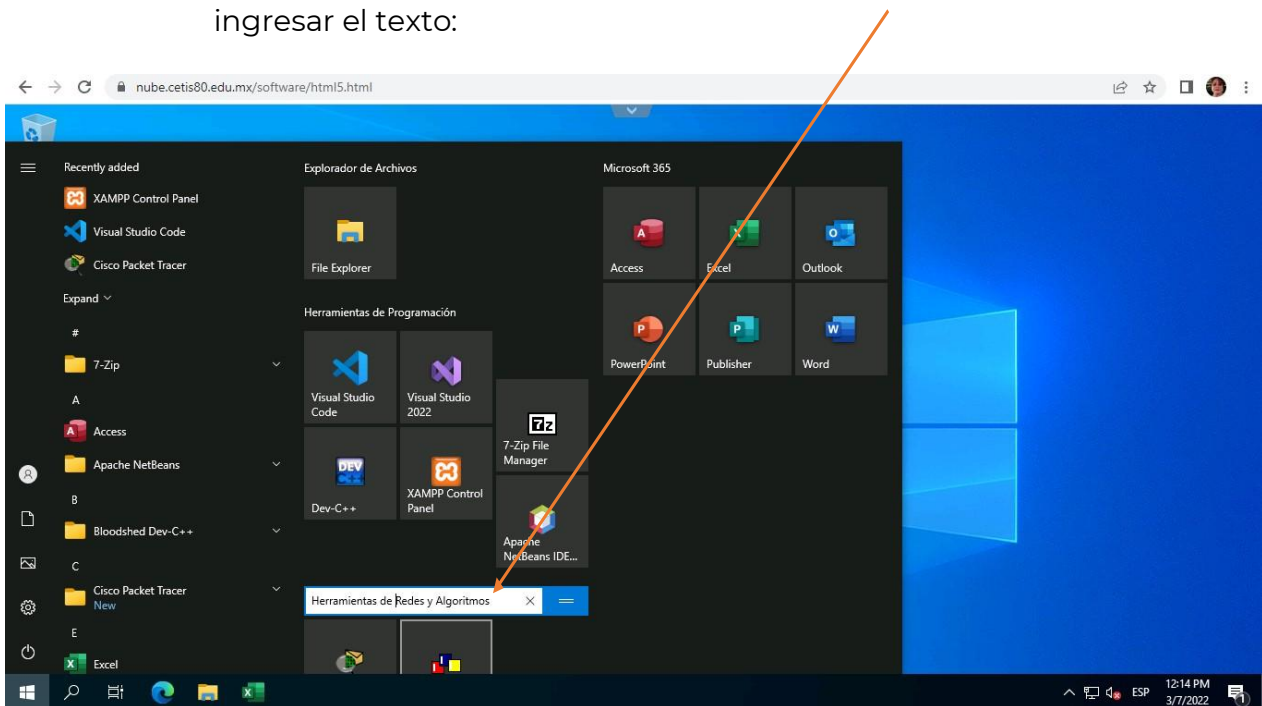 ingresar el texto:
nube.cetis80.edu.mx/software/html5.html
Recently added
XAMPP Control Panel
Visual Studio Code
Cisco Packet Tracer
Expand
#
7-Zip
A
Access
Apache NetBeans
B
Bloodshed Dev-C++
C
Cisco Packet Tracer
New
E
Excel
Explorador de Archivos
File Explorer
Herramientas de Programación
Visual Studio
Code
Visual Studio
2022
7-Zip File
Manager
Dev-C++
XAMPP Control
Panel
Apache
NetBeans IDE...
Herramientas de Redes y Algoritmos
Microsoft 365
Access
Excel
Outlook
PowerPoint
Publisher
Word
ESP
12:14 PM
3/7/2022
1